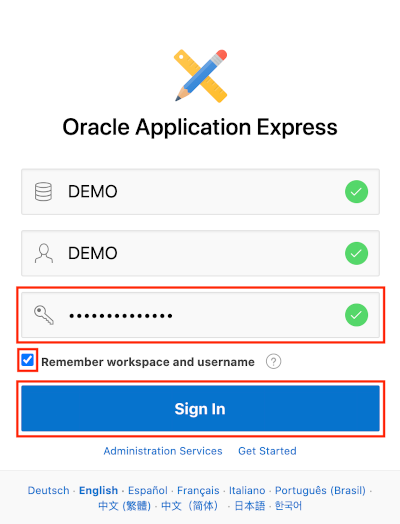 Oracle Application Express
DEMO
DEMO
••••••••••••••
Remember workspace and username ?
Sign In
Administration Services Get Started
Deutsch · English · Español · Français · Italiano · Português (Brasil) ·
中文 (繁體) · 中文（简体） · 日本語 · 한국어